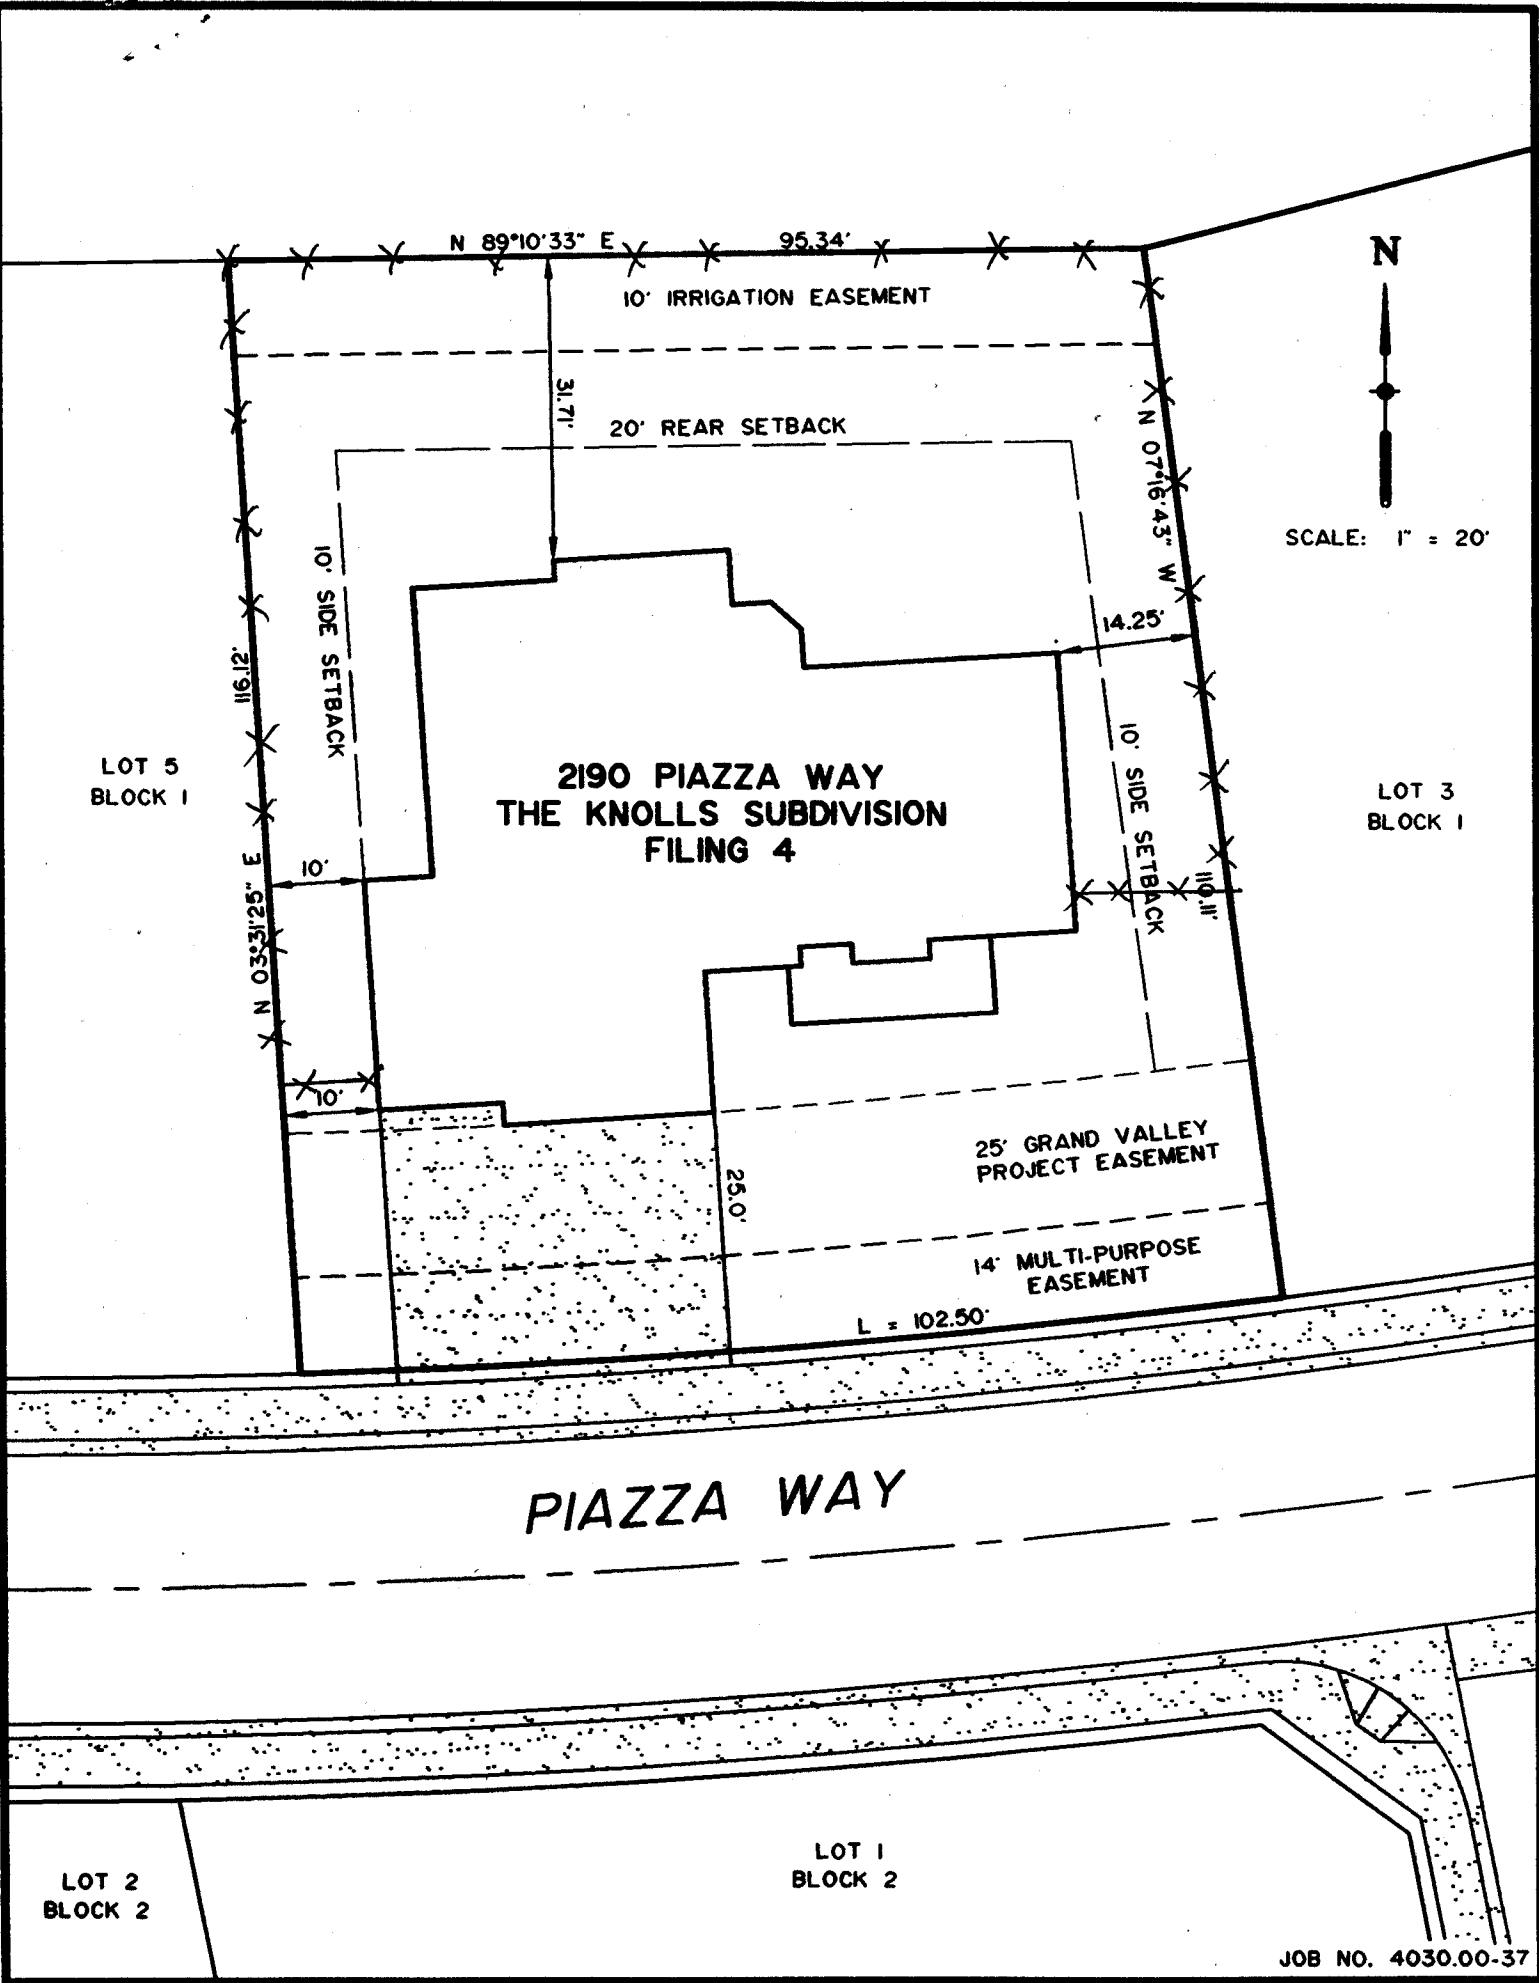 N 89°10'33" E
95.34'
N
10' IRRIGATION EASEMENT
31.71'
20' REAR SETBACK
N 07°16'43" W
SCALE: 1" = 20'
10' SIDE SETBACK
14.25'
116.12'
10' SIDE SETBACK
LOT 5
BLOCK 1
2190 PIAZZA WAY
THE KNOLLS SUBDIVISION
FILING 4
LOT 3
BLOCK 1
10'
110.11'
N 03°31'25" E
10'
25' GRAND VALLEY
PROJECT EASEMENT
25.0'
14' MULTI-PURPOSE
EASEMENT
L = 102.50'
PIAZZA WAY
LOT 1
BLOCK 2
LOT 2
BLOCK 2
JOB NO. 4030.00-37